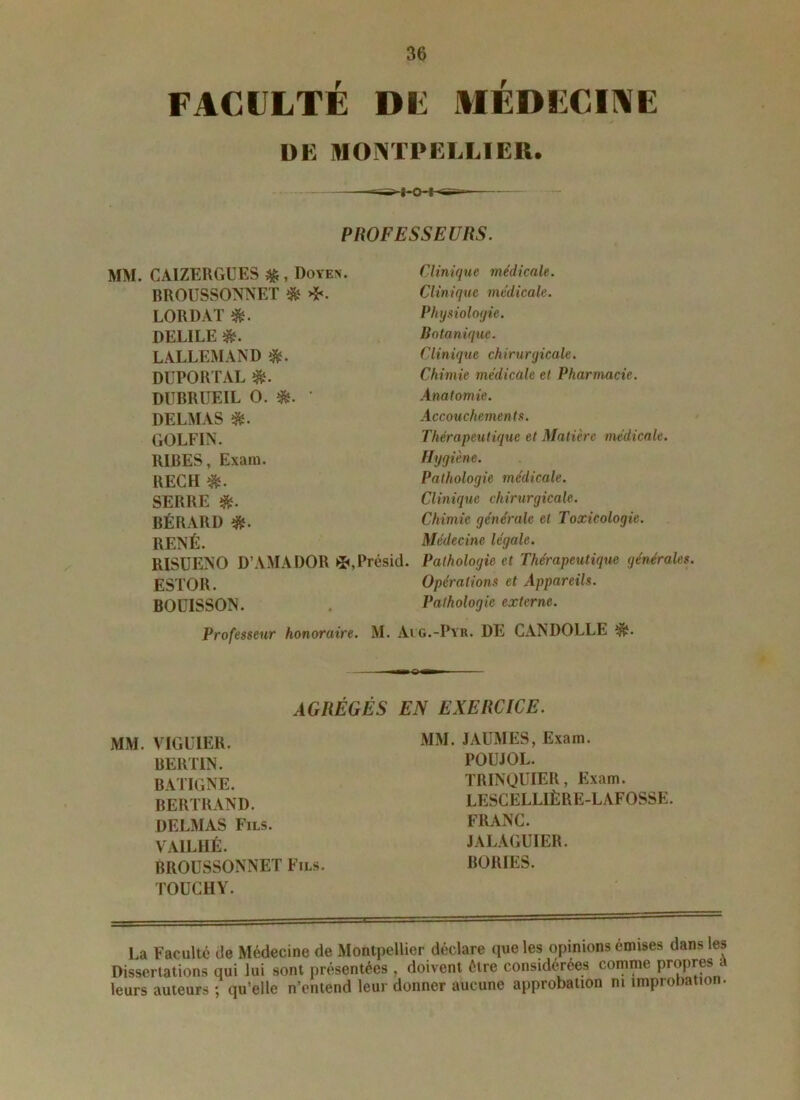 36
FACULTÉ DE MÉDECINE
DE MONTPELLIER.
PROFESSEURS.
MM. CAIZERGUES ❋, DOYEN. Clinique médicale.
BROUSSONNET ❋ ✠. Clinique médicale.
LORDAT ❋. Physiologie.
DELILE ❋. Botanique.
LALLEMAND ❋. Clinique chirurgicale.
DUPORTAL ❋. Chimie médicale et Pharmacie.
DUBRUEIL O. ❋. Anatomie.
DELMAS ❋. Accouchements.
GOLFIN. Thérapeutique et Matière médicale.
RIBES, Exam. Hygiène.
RECH ❋. Pathologie médicale.
SERRE ❋. Clinique chirurgicale.
BÉRARD ❋. Chimie générale et Toxicologie.
RENÉ. Médecine légale.
RISUENO D'AMADOR ✠, Présid. Pathologie et Thérapeutique générales.
ESTOR. Opérations et Appareils.
BOUISSON. Pathologie externe.
Professeur honoraire. M. AUG.-PYR. DE CANDOLLE ❋.
AGRÉGÉS EN EXERCICE.
MM. VIGUIER.
BERTIN.
BATIGNE.
BERTRAND.
DELMAS FILS.
VAILHÉ.
BROUSSONNET FILS.
TOUCHY.
MM. JAUMES, Exam.
POUJOL.
TRINQUIER, Exam.
LESCELLIÈRE-LAFOSSE.
FRANC.
JALAGUIER.
BORIES.
La Faculté de Médecine de Montpellier déclare que les opinions émises dans les
Dissertations qui lui sont présentées, doivent être considérées comme propres à
leurs auteurs ; qu'elle n'entend leur donner aucune approbation ni improbation.